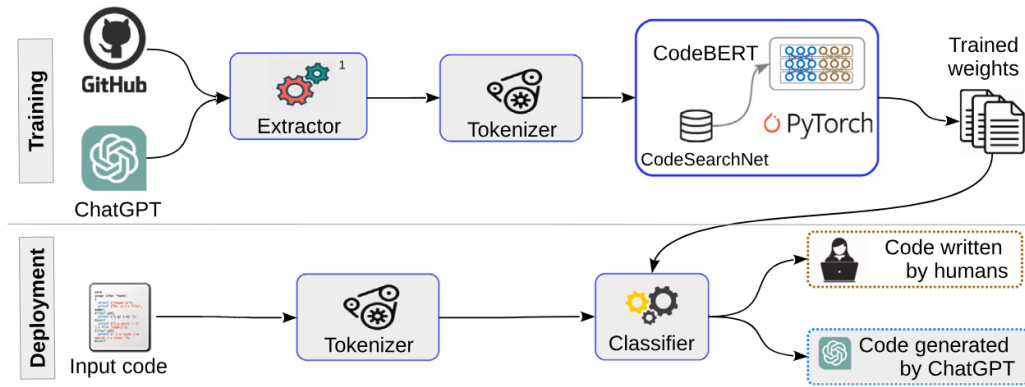 Training
GitHub
ChatGPT
1
Extractor
Tokenizer
CodeBERT
CodeSearchNet
PyTorch
Trained
weights
Deployment
Input code
Tokenizer
Classifier
Code written
by humans
Code generated
by ChatGPT